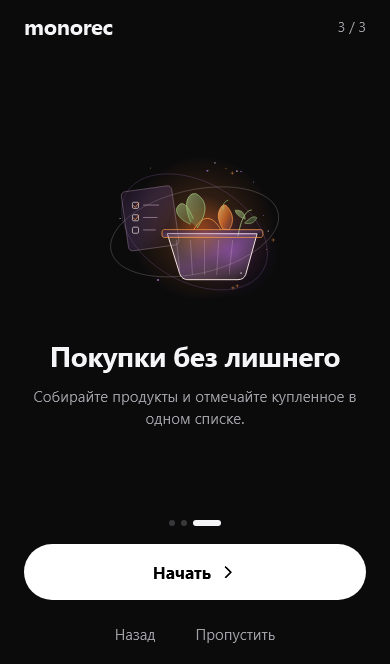 monorec
3 / 3
Покупки без лишнего
Собирайте продукты и отмечайте купленное в
одном списке.
Начать
Назад
Пропустить